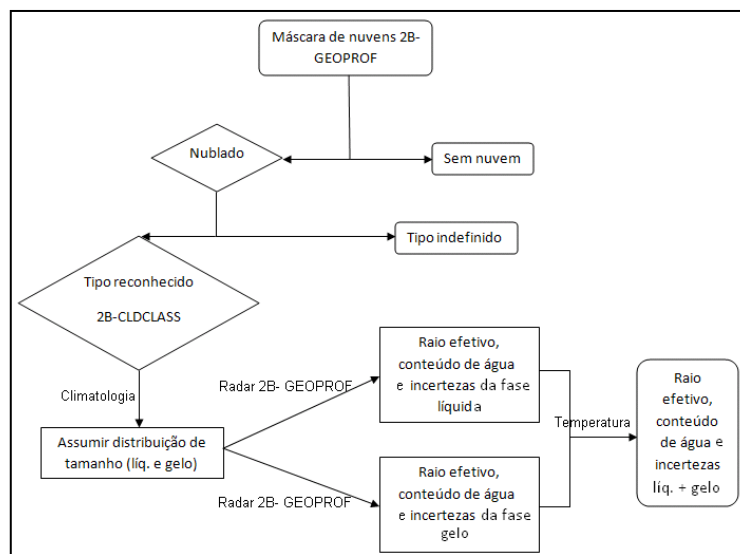 Máscara de nuvens 2B-
GEOPROF
Nublado
Sem nuvem
Tipo indefinido
Tipo reconhecido
2B-CLDCLASS
Climatologia
Assumir distribuição de
tamanho (líq. e gelo)
Radar 2B- GEOPROF
Radar 2B- GEOPROF
Raio efetivo,
conteúdo de água
e incertezas da fase
líquida
Raio efetivo,
conteúdo de água
e incertezas da fase
gelo
Temperatura
Raio
efetivo,
conteúdo
de água e
incertezas
líq. + gelo